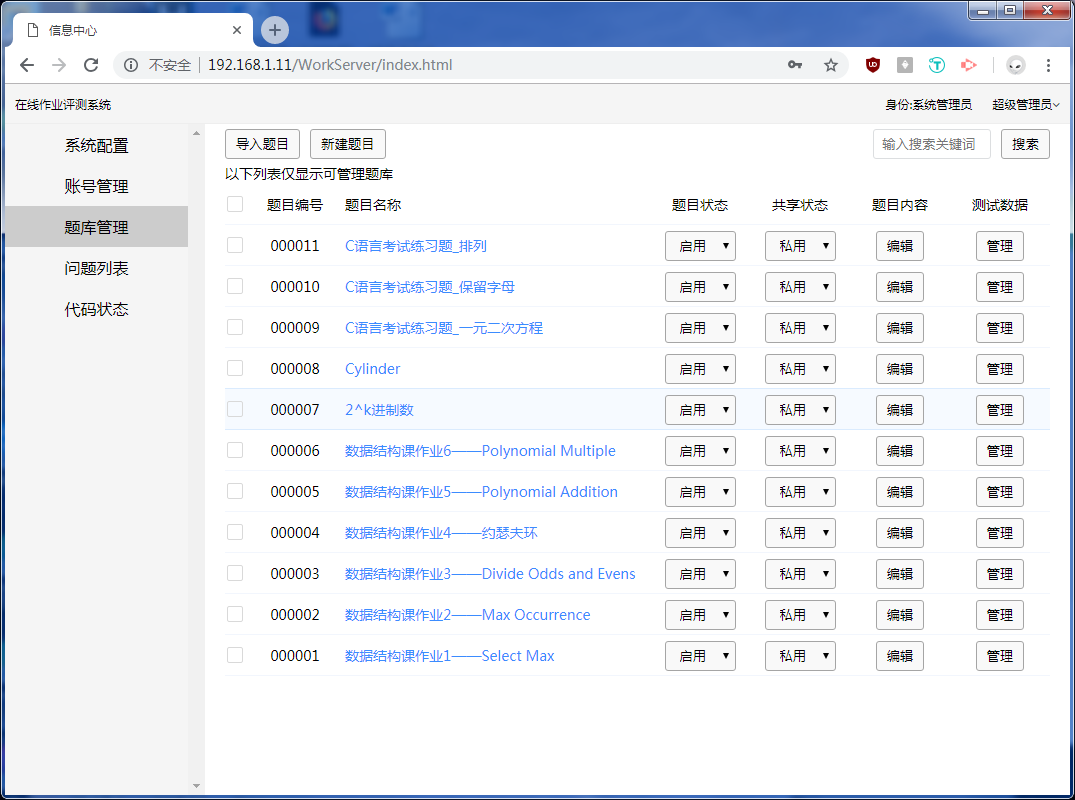 信息中心
不安全 192.168.1.11/WorkServer/index.html
在线作业评测系统 身份:系统管理员 超级管理员
系统配置
账号管理
题库管理
问题列表
代码状态
导入题目 新建题目 输入搜索关键词 搜索
以下列表仅显示可管理题库
题目编号 题目名称 题目状态 共享状态 题目内容 测试数据
000011 C语言考试练习题_排列 启用 私用 编辑 管理
000010 C语言考试练习题_保留字母 启用 私用 编辑 管理
000009 C语言考试练习题_一元二次方程 启用 私用 编辑 管理
000008 Cylinder 启用 私用 编辑 管理
000007 2^k进制数 启用 私用 编辑 管理
000006 数据结构课作业6——Polynomial Multiple 启用 私用 编辑 管理
000005 数据结构课作业5——Polynomial Addition 启用 私用 编辑 管理
000004 数据结构课作业4——约瑟夫环 启用 私用 编辑 管理
000003 数据结构课作业3——Divide Odds and Evens 启用 私用 编辑 管理
000002 数据结构课作业2——Max Occurrence 启用 私用 编辑 管理
000001 数据结构课作业1——Select Max 启用 私用 编辑 管理